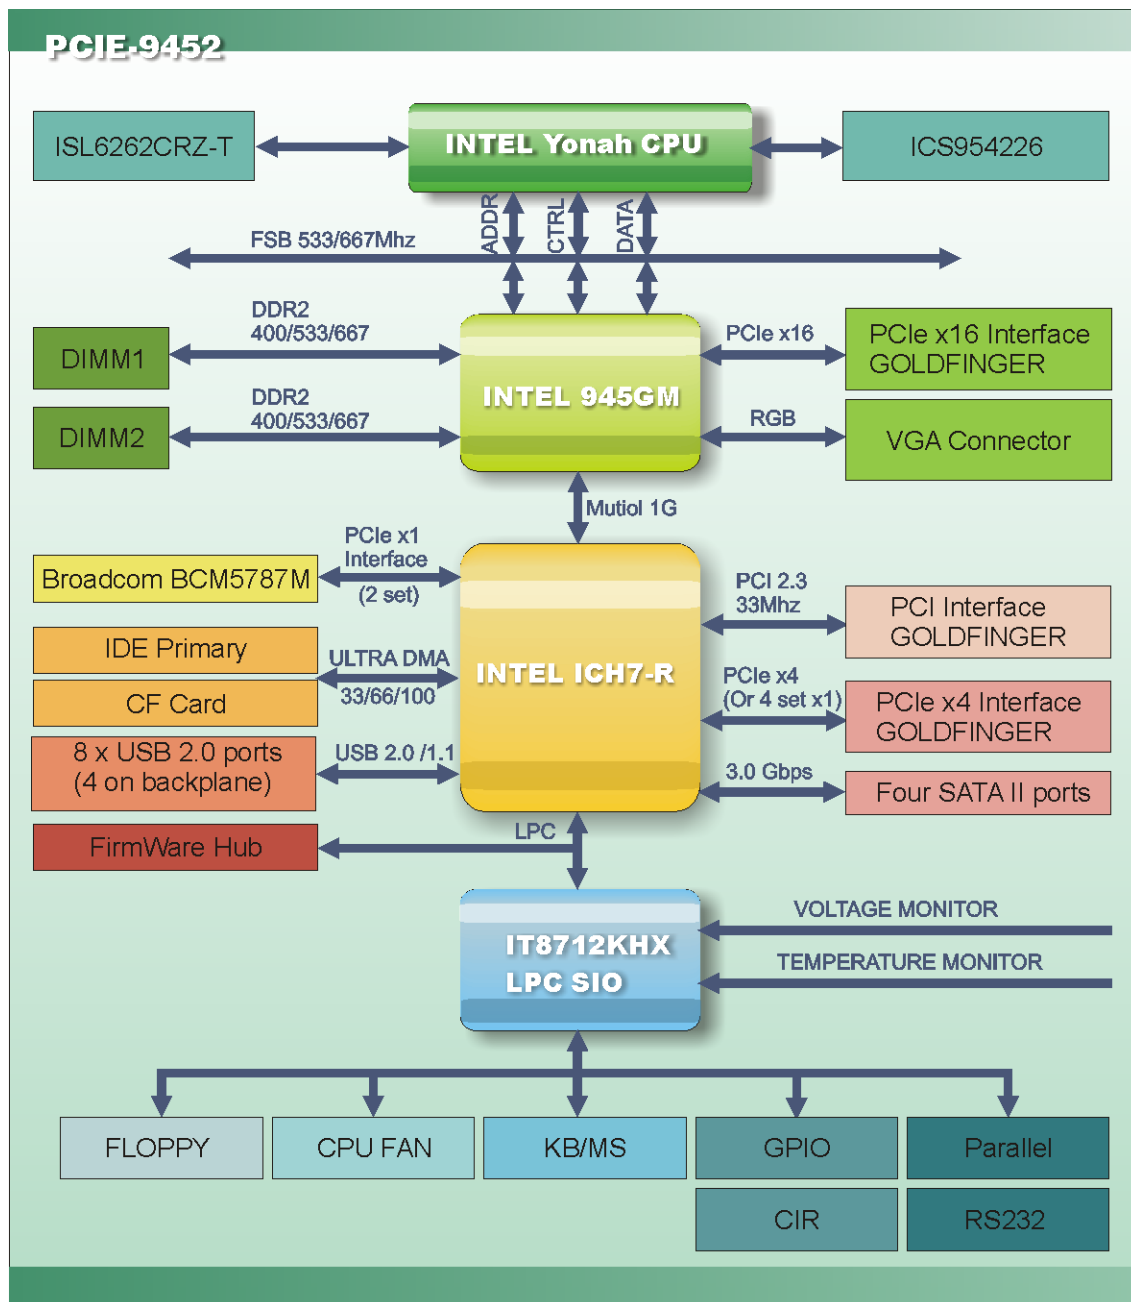 PCIE-9452
ISL6262CRZ-T
INTEL Yonah CPU
ICS954226
ADDR
CTRL
DATA
FSB 533/667Mhz
DDR2
400/533/667
DIMM1
DDR2
400/533/667
DIMM2
INTEL 945GM
PCIe x16
PCIe x16 Interface
GOLDFINGER
RGB
VGA Connector
Mutiol 1G
PCIe x1
Interface
(2 set)
Broadcom BCM5787M
IDE Primary
CF Card
ULTRA DMA
33/66/100
8 x USB 2.0 ports
(4 on backplane)
USB 2.0 /1.1
FirmWare Hub
LPC
INTEL ICH7-R
PCI 2.3
33Mhz
PCI Interface
GOLDFINGER
PCIe x4
(Or 4 set x1)
PCIe x4 Interface
GOLDFINGER
3.0 Gbps
Four SATA II ports
IT8712KHX
LPC SIO
VOLTAGE MONITOR
TEMPERATURE MONITOR
FLOPPY
CPU FAN
KB/MS
GPIO
Parallel
CIR
RS232